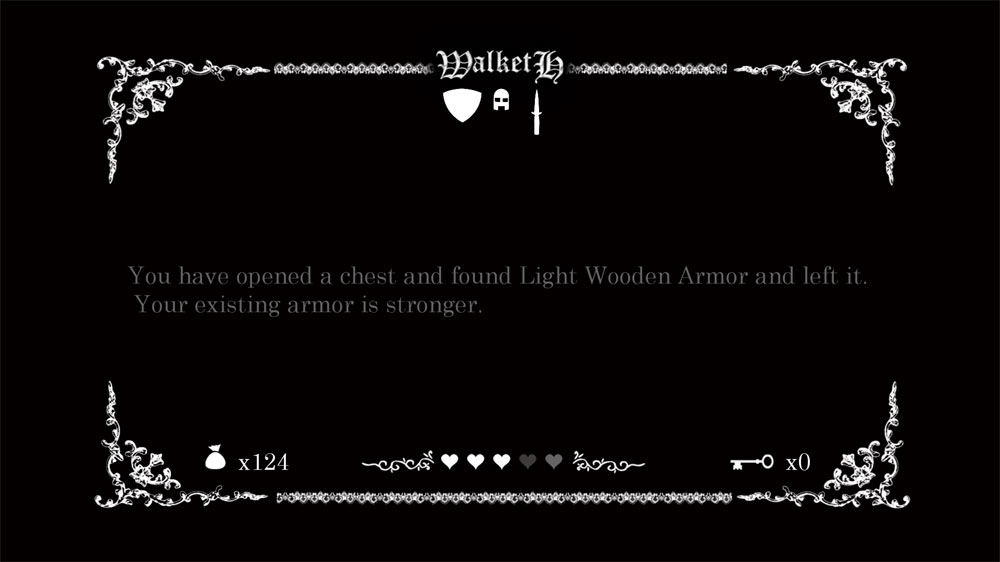 WalketH
You have opened a chest and found Light Wooden Armor and left it.
Your existing armor is stronger.
x124
x0